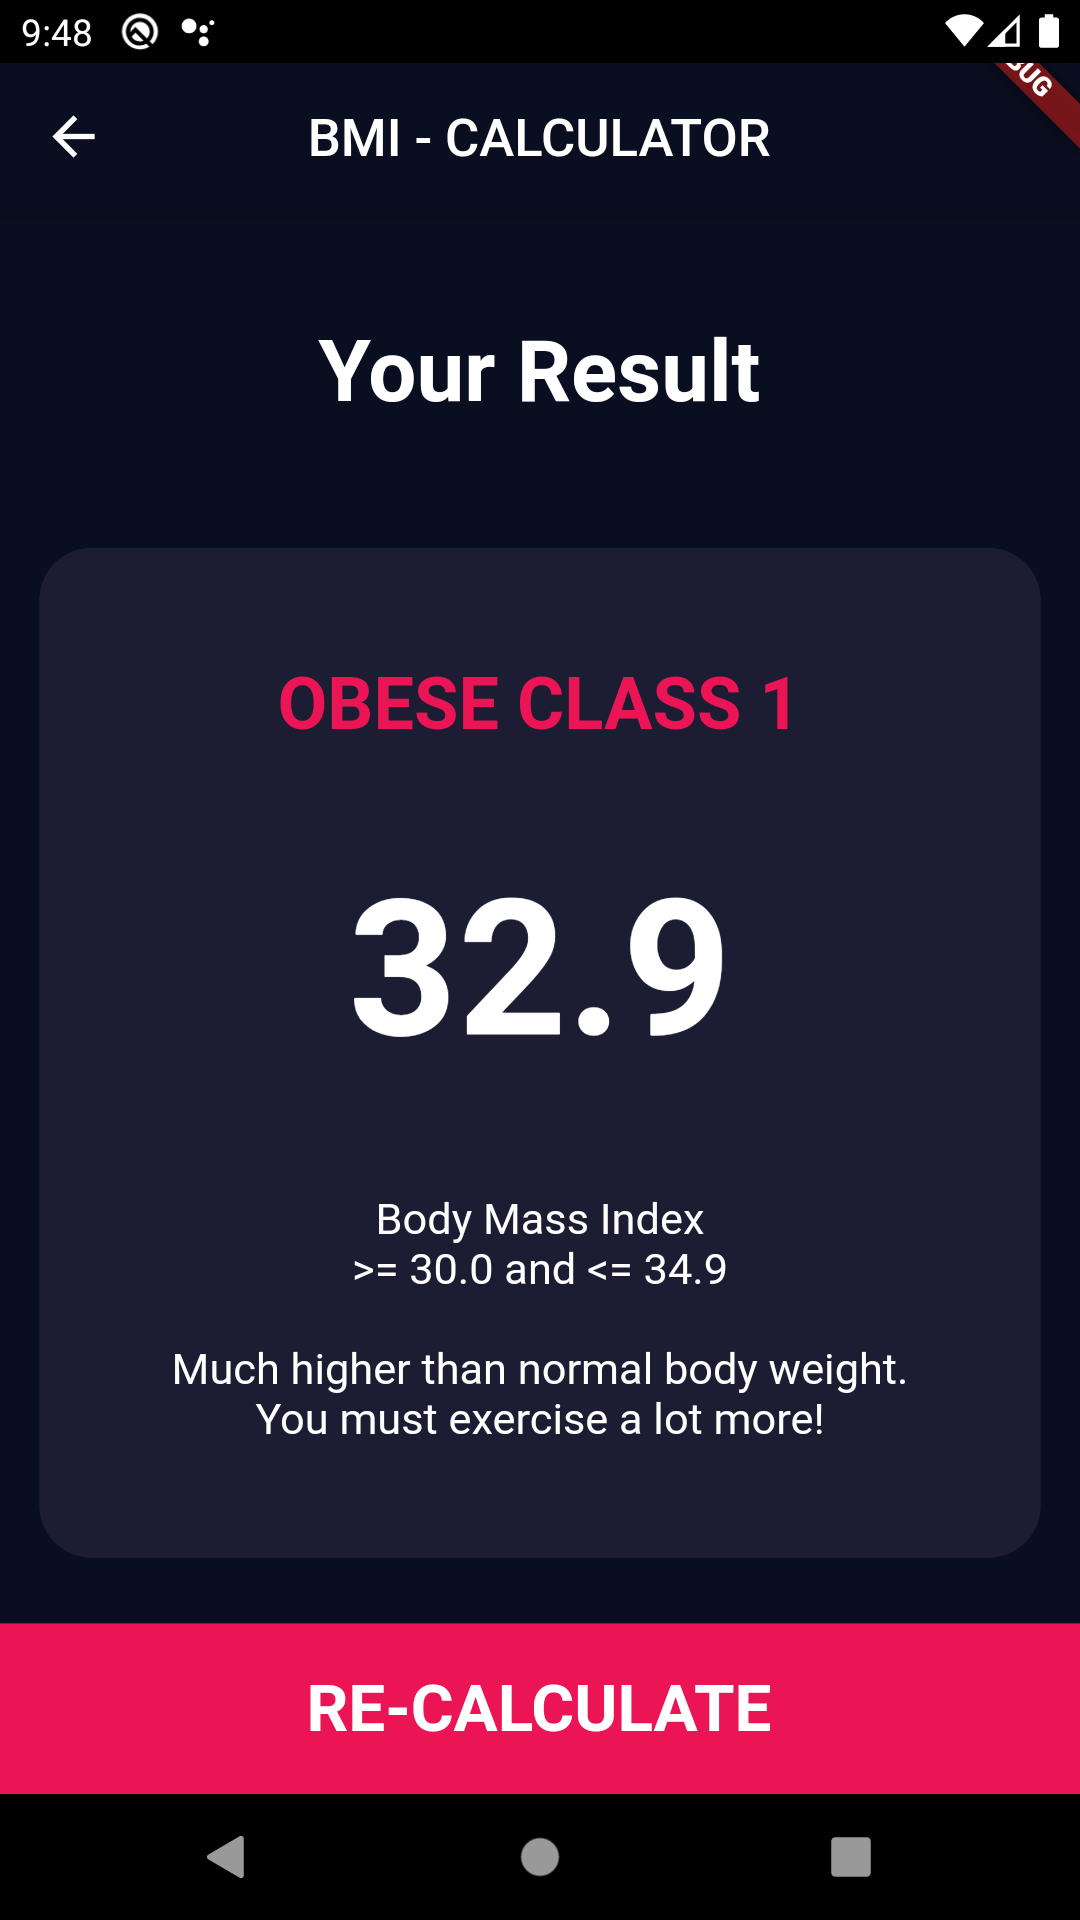 9:48
BUG
BMI - CALCULATOR
Your Result
OBESE CLASS 1
32.9
Body Mass Index
>= 30.0 and <= 34.9
Much higher than normal body weight.
You must exercise a lot more!
RE-CALCULATE